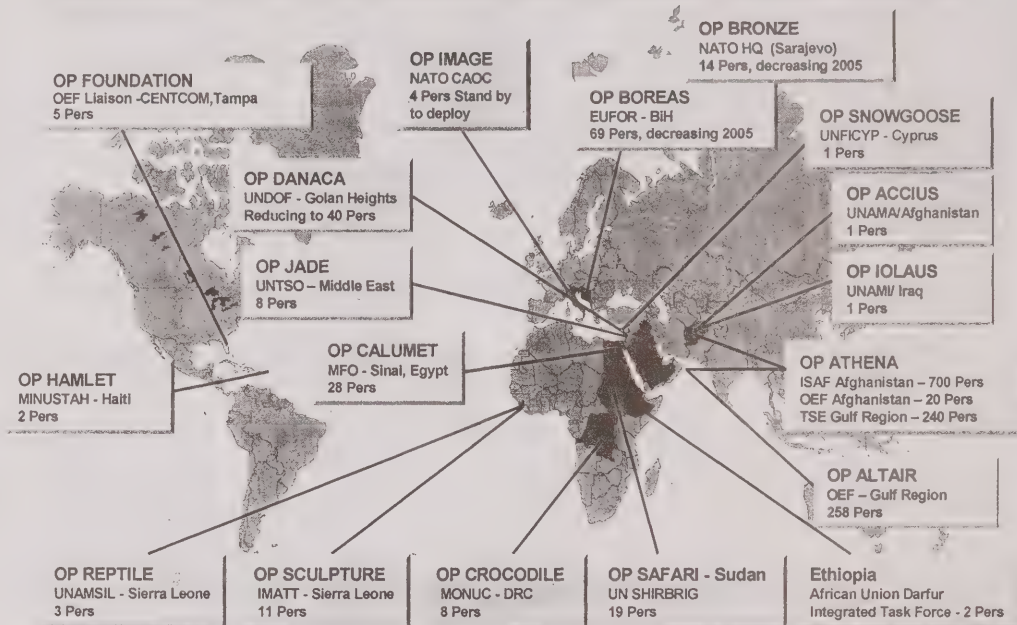 OP BRONZE
NATO HQ (Sarajevo)
14 Pers, decreasing 2005
OP IMAGE
NATO CAOC
4 Pers Stand by
to deploy
OP FOUNDATION
OEF Liaison -CENTCOM,Tampa
5 Pers
OP BOREAS
EUFOR - BiH
69 Pers, decreasing 2005
OP SNOWGOOSE
UNFICYP - Cyprus
1 Pers
OP DANACA
UNDOF - Golan Heights
Reducing to 40 Pers
OP ACCIUS
UNAMA/Afghanistan
1 Pers
OP JADE
UNTSO – Middle East
8 Pers
OP IOLAUS
UNAMI/ Iraq
1 Pers
OP CALUMET
MFO - Sinai, Egypt
28 Pers
OP ATHENA
ISAF Afghanistan – 700 Pers
OEF Afghanistan – 20 Pers
TSE Gulf Region – 240 Pers
OP HAMLET
MINUSTAH - Haiti
2 Pers
OP ALTAIR
OEF – Gulf Region
258 Pers
OP REPTILE
UNAMSIL - Sierra Leone
3 Pers
OP SCULPTURE
IMATT - Sierra Leone
11 Pers
OP CROCODILE
MONUC - DRC
8 Pers
OP SAFARI - Sudan
UN SHIRBRIG
19 Pers
Ethiopia
African Union Darfur
Integrated Task Force - 2 Pers